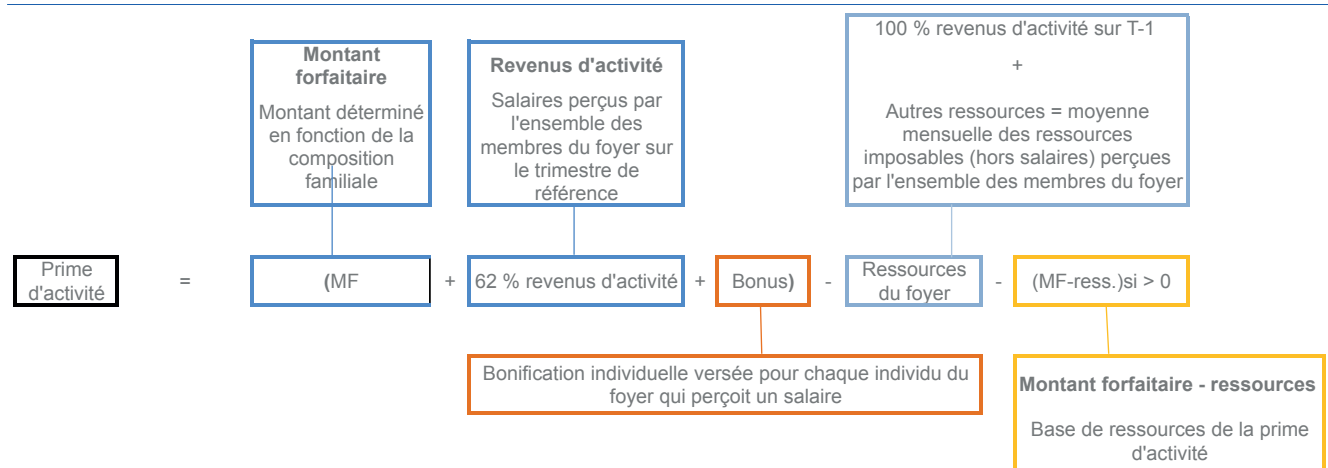 Montant
forfaitaire
Montant déterminé
en fonction de la
composition
familiale
Revenus d'activité
Salaires perçus par
l'ensemble des
membres du foyer sur
le trimestre de
référence
100 % revenus d'activité sur T-1
+
Autres ressources = moyenne
mensuelle des ressources
imposables (hors salaires) perçues
par l'ensemble des membres du foyer
Prime
d'activité
=
(MF
+
62 % revenus d'activité
+
Bonus)
-
Ressources
du foyer
-
(MF-ress.)si > 0
Bonification individuelle versée pour chaque individu du
foyer qui perçoit un salaire
Montant forfaitaire - ressources
Base de ressources de la prime
d'activité